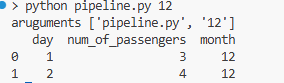 > python pipeline.py 12
aruguments ['pipeline.py', '12']
day num_of_passengers month
0 1 3 12
1 2 4 12